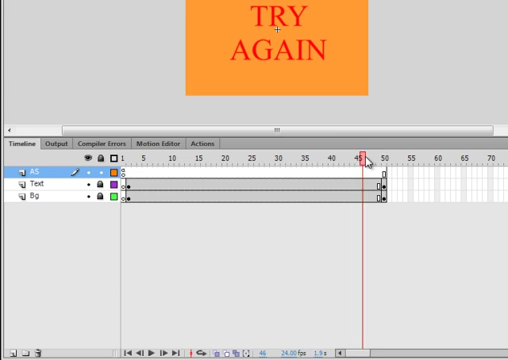 TRY
AGAIN
Timeline Output Compiler Errors Motion Editor Actions
1 5 10 15 20 25 30 35 40 45 50 55 60 65 70
AS
Text
Bg
46 24.00 fps 1.9 s